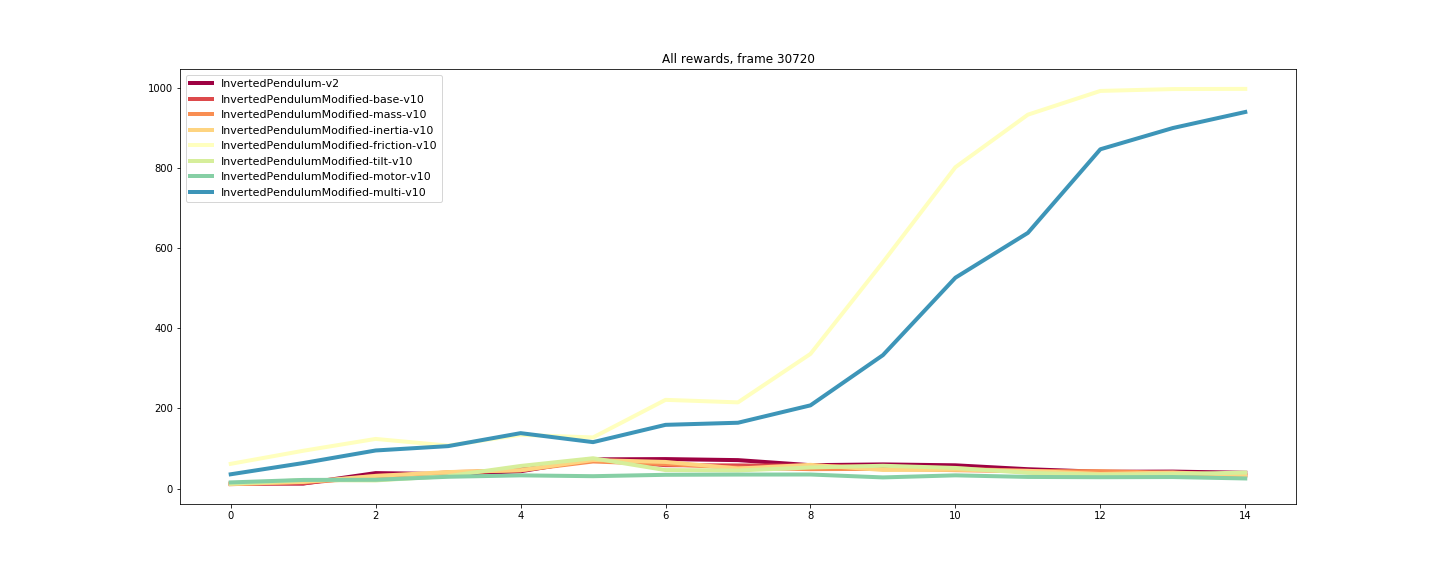 All rewards, frame 30720
InvertedPendulum-v2
InvertedPendulumModified-base-v10
InvertedPendulumModified-mass-v10
InvertedPendulumModified-inertia-v10
InvertedPendulumModified-friction-v10
InvertedPendulumModified-tilt-v10
InvertedPendulumModified-motor-v10
InvertedPendulumModified-multi-v10
1000
800
600
400
200
0
0 2 4 6 8 10 12 14